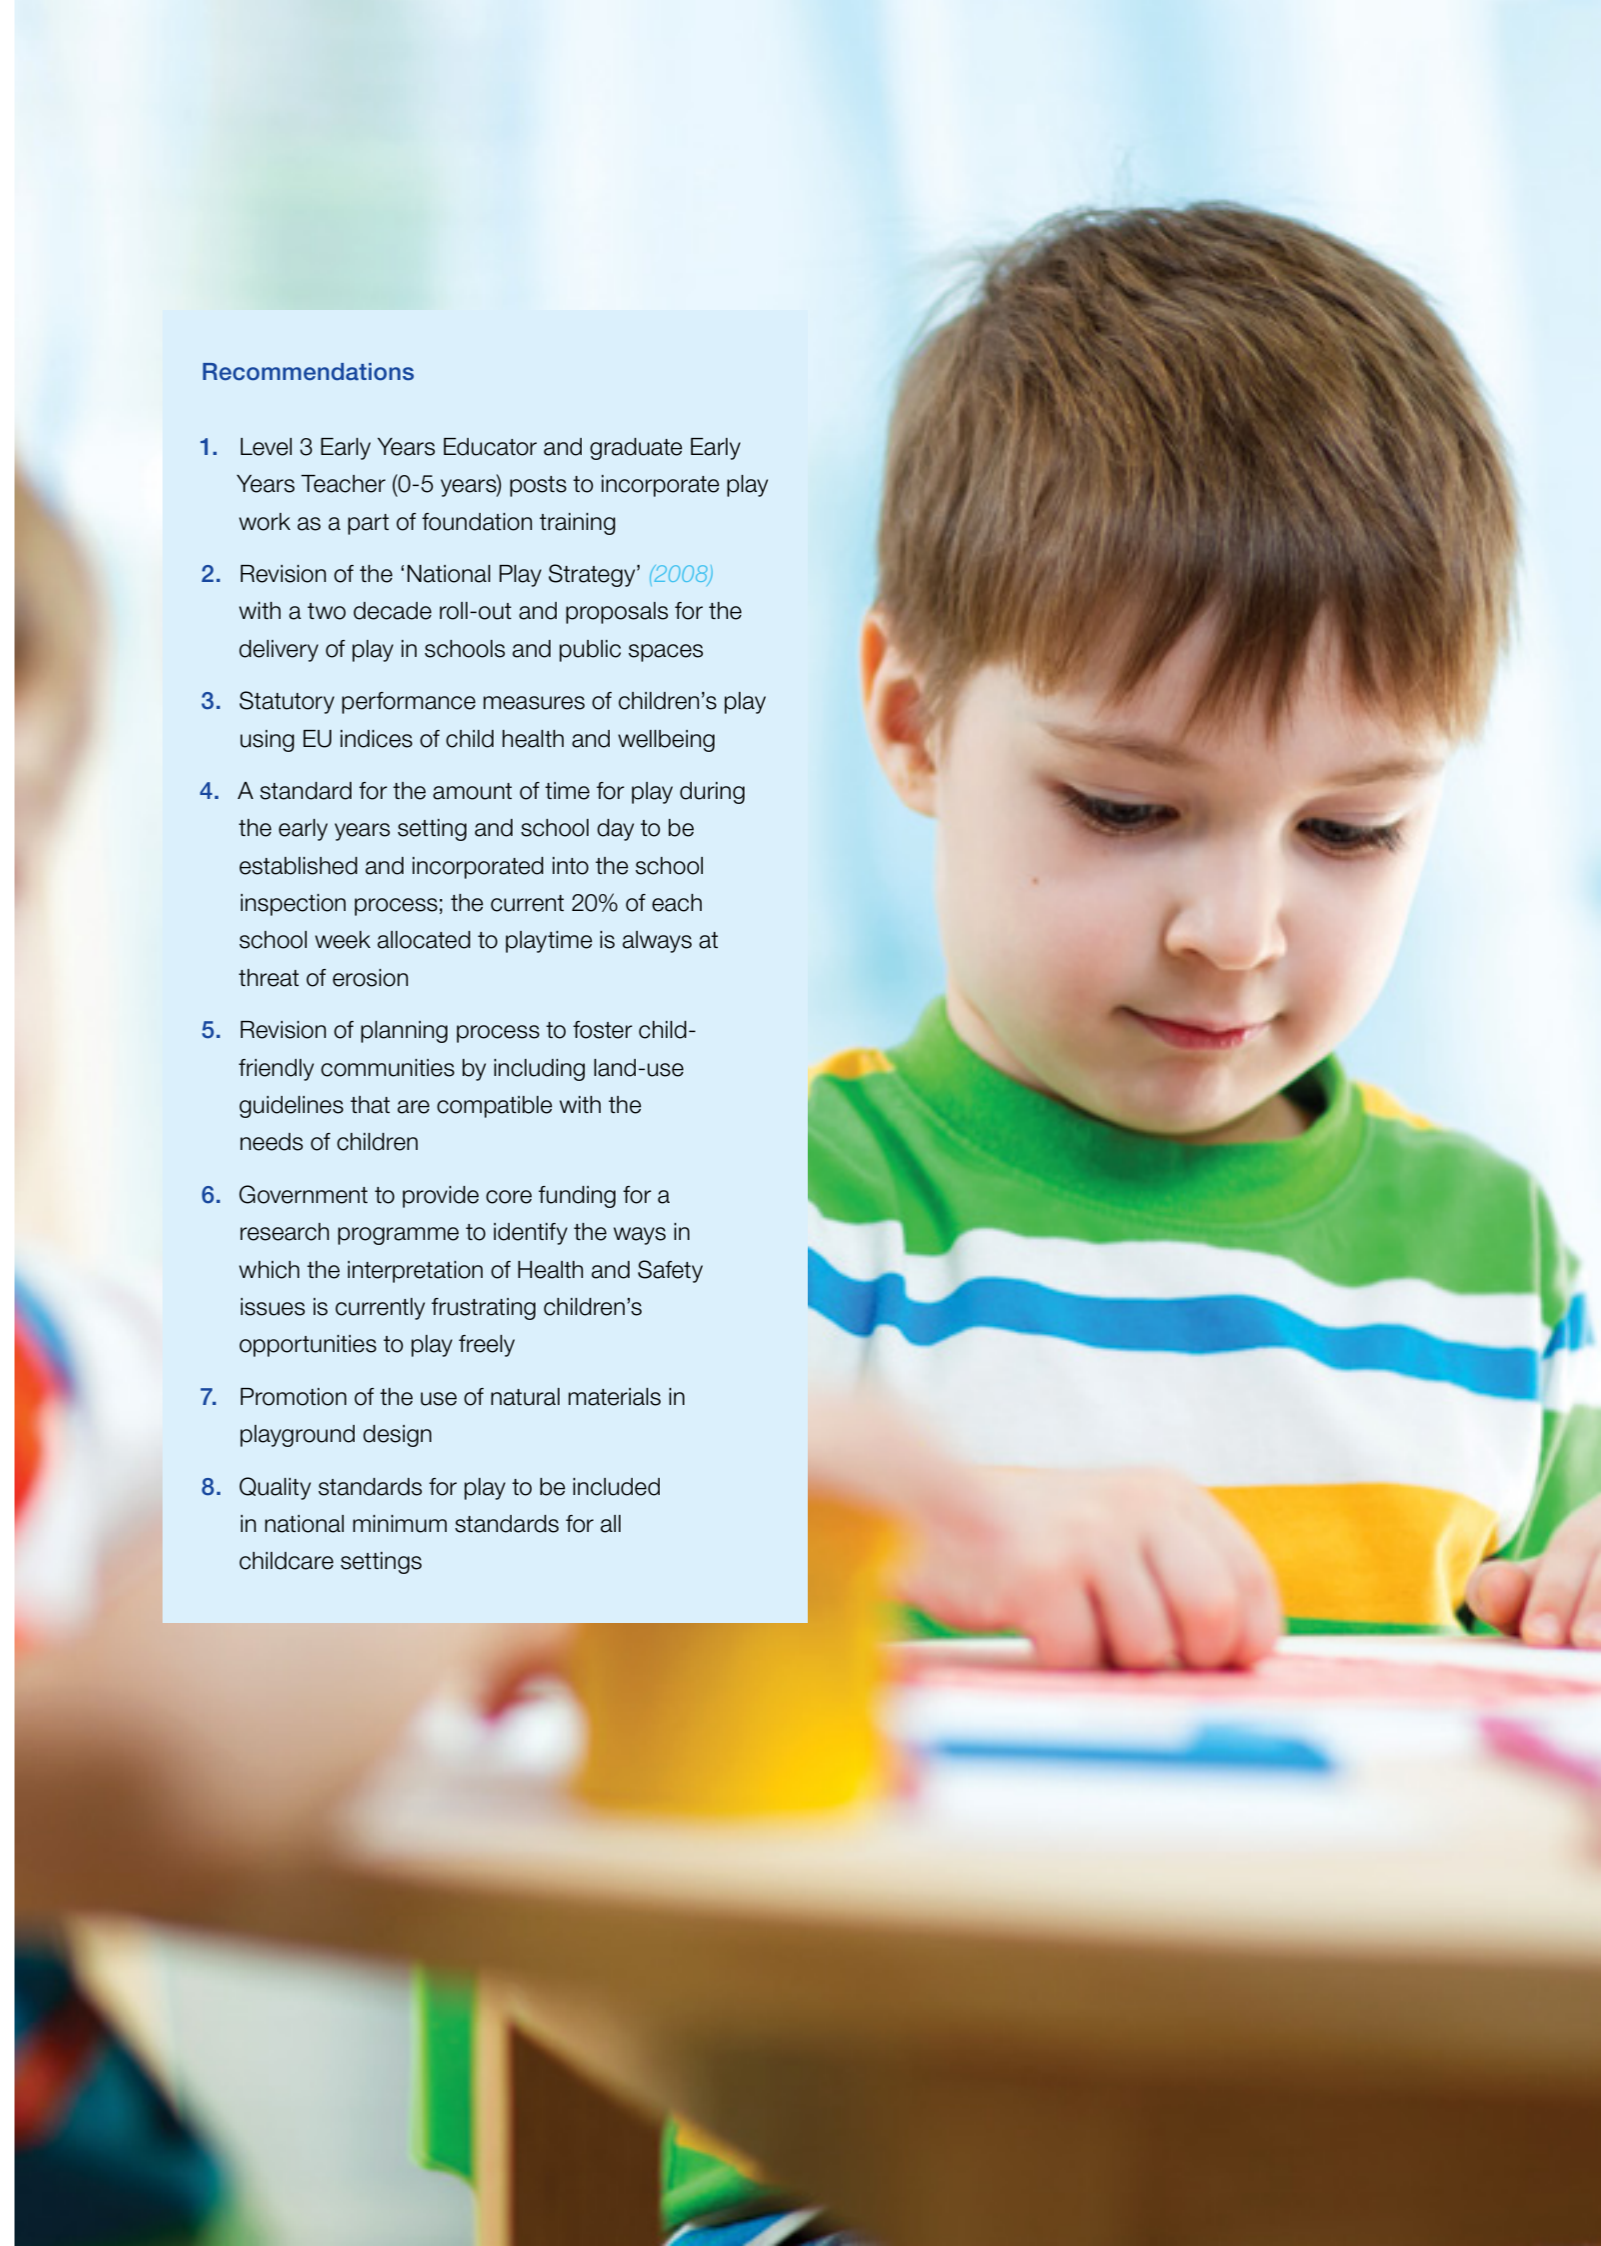 Recommendations
1. Level 3 Early Years Educator and graduate Early
Years Teacher (0-5 years) posts to incorporate play
work as a part of foundation training
2. Revision of the ‘National Play Strategy’ (2008)
with a two decade roll-out and proposals for the
delivery of play in schools and public spaces
3. Statutory performance measures of children’s play
using EU indices of child health and wellbeing
4. A standard for the amount of time for play during
the early years setting and school day to be
established and incorporated into the school
inspection process; the current 20% of each
school week allocated to playtime is always at
threat of erosion
5. Revision of planning process to foster child-
friendly communities by including land-use
guidelines that are compatible with the
needs of children
6. Government to provide core funding for a
research programme to identify the ways in
which the interpretation of Health and Safety
issues is currently frustrating children’s
opportunities to play freely
7. Promotion of the use of natural materials in
playground design
8. Quality standards for play to be included
in national minimum standards for all
childcare settings